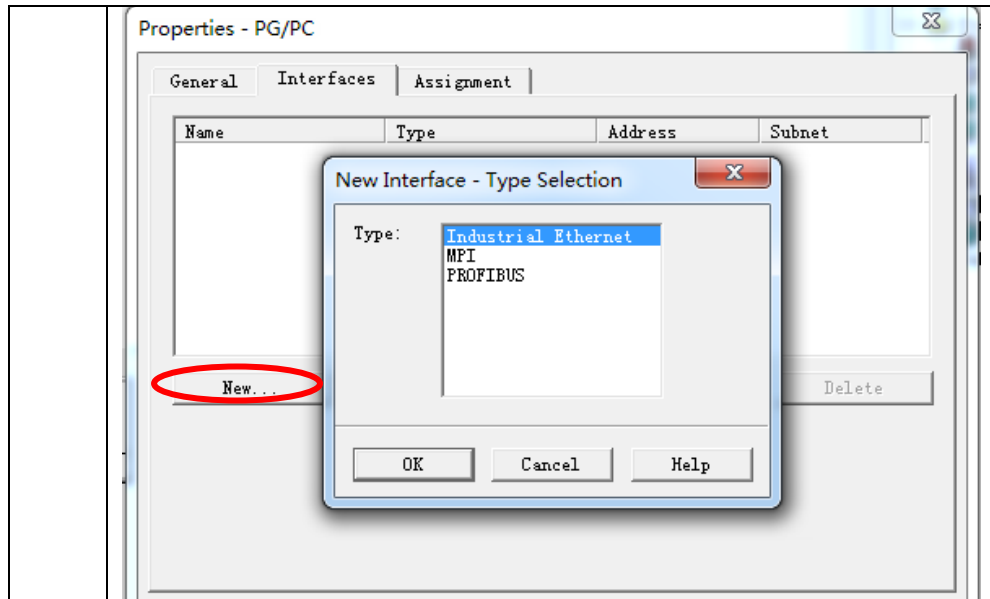 Properties - PG/PC
General Interfaces Assignment
Name Type Address Subnet
New Interface - Type Selection
Type: Industrial Ethernet
MPI
PROFIBUS
New... Delete
OK Cancel Help